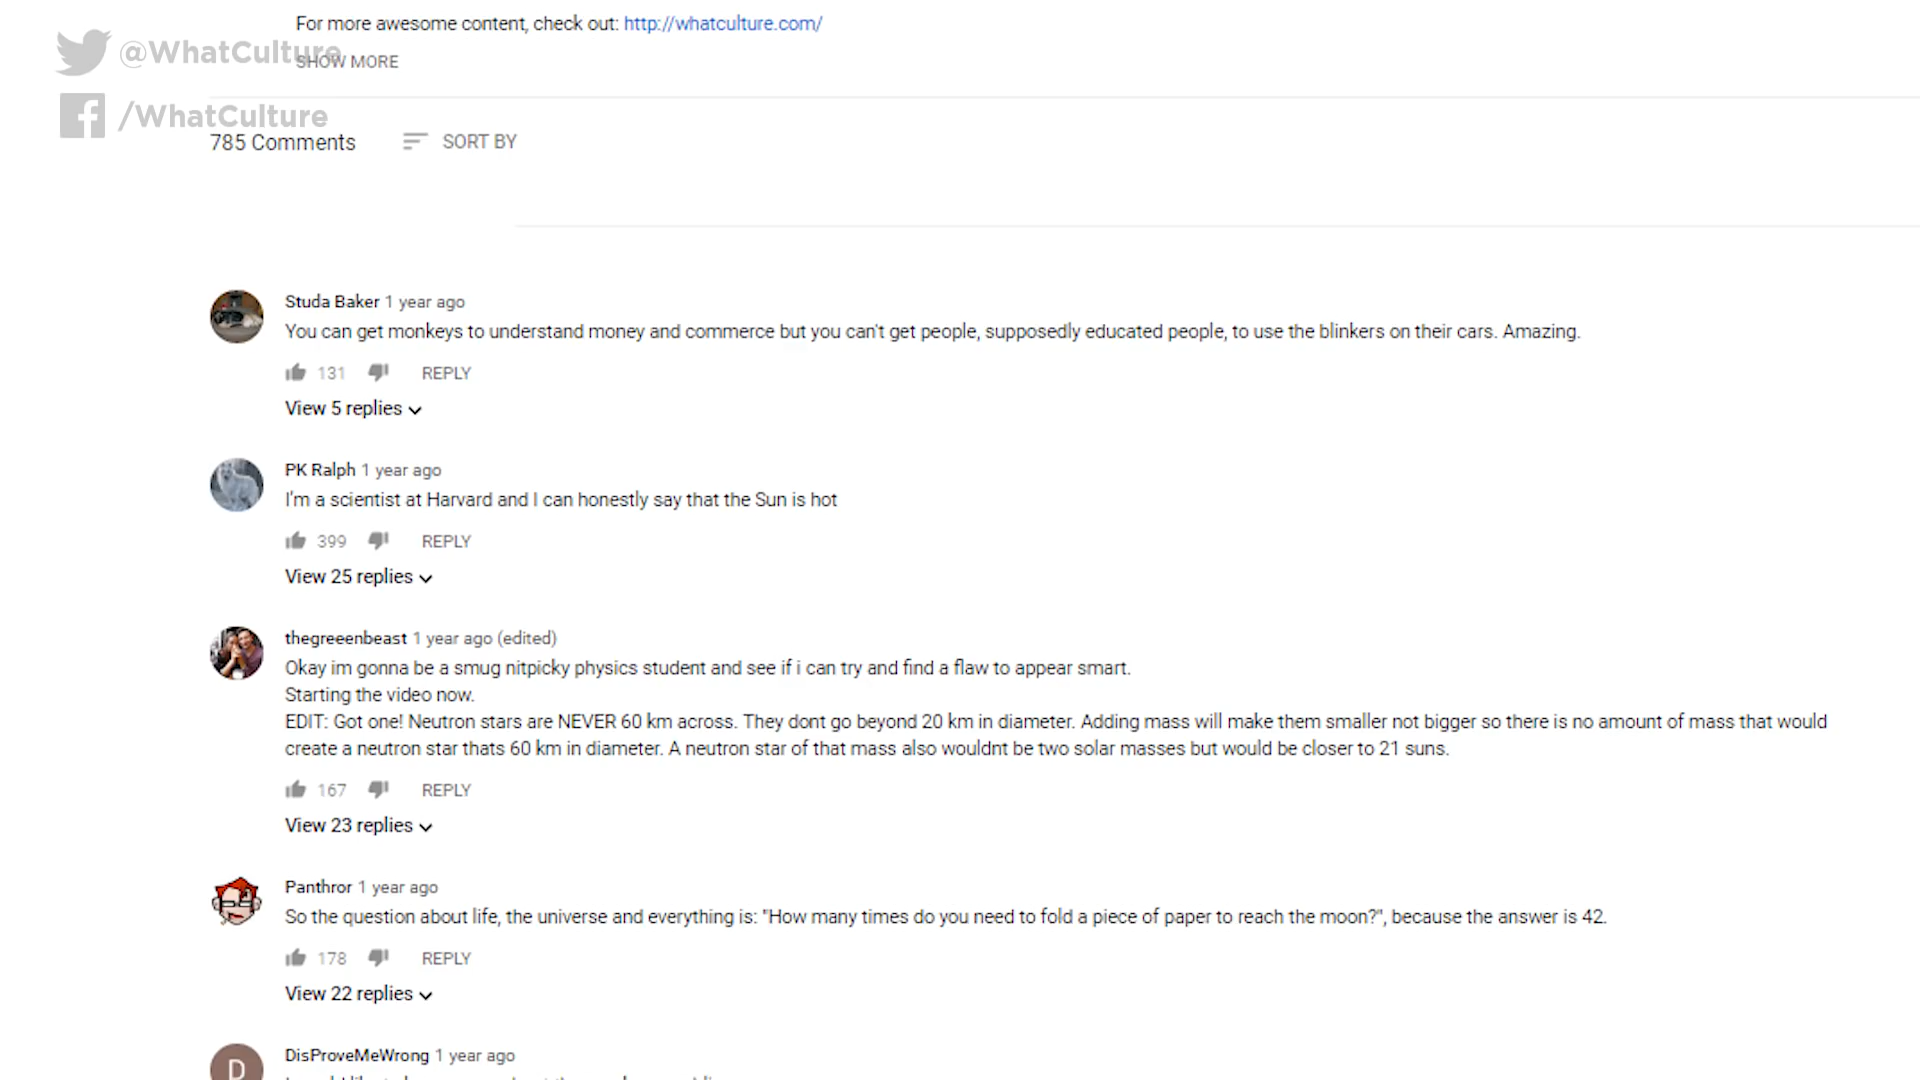 For more awesome content, check out: http://whatculture.com/
@WhatCulture
SHOW MORE
/WhatCulture
785 Comments SORT BY
Studa Baker 1 year ago
You can get monkeys to understand money and commerce but you can't get people, supposedly educated people, to use the blinkers on their cars. Amazing.
131 REPLY
View 5 replies
PK Ralph 1 year ago
I'm a scientist at Harvard and I can honestly say that the Sun is hot
399 REPLY
View 25 replies
thegreeenbeast 1 year ago (edited)
Okay im gonna be a smug nitpicky physics student and see if i can try and find a flaw to appear smart.
Starting the video now.
EDIT: Got one! Neutron stars are NEVER 60 km across. They dont go beyond 20 km in diameter. Adding mass will make them smaller not bigger so there is no amount of mass that would
create a neutron star thats 60 km in diameter. A neutron star of that mass also wouldnt be two solar masses but would be closer to 21 suns.
167 REPLY
View 23 replies
Panthror 1 year ago
So the question about life, the universe and everything is: "How many times do you need to fold a piece of paper to reach the moon?", because the answer is 42.
178 REPLY
View 22 replies
D
DisProveMeWrong 1 year ago